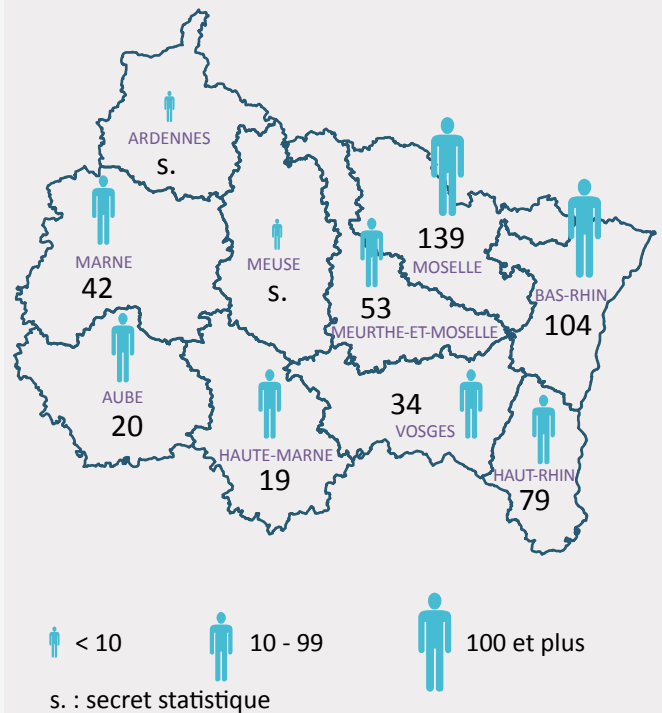 ARDENNES
s.
139
MOSELLE
MARNE
42
MEUSE
s.
53
MEURTHE-ET-MOSELLE
BAS-RHIN
104
AUBE
20
HAUTE-MARNE
19
34
VOSGES
HAUT-RHIN
79
< 10
10 - 99
100 et plus
s. : secret statistique